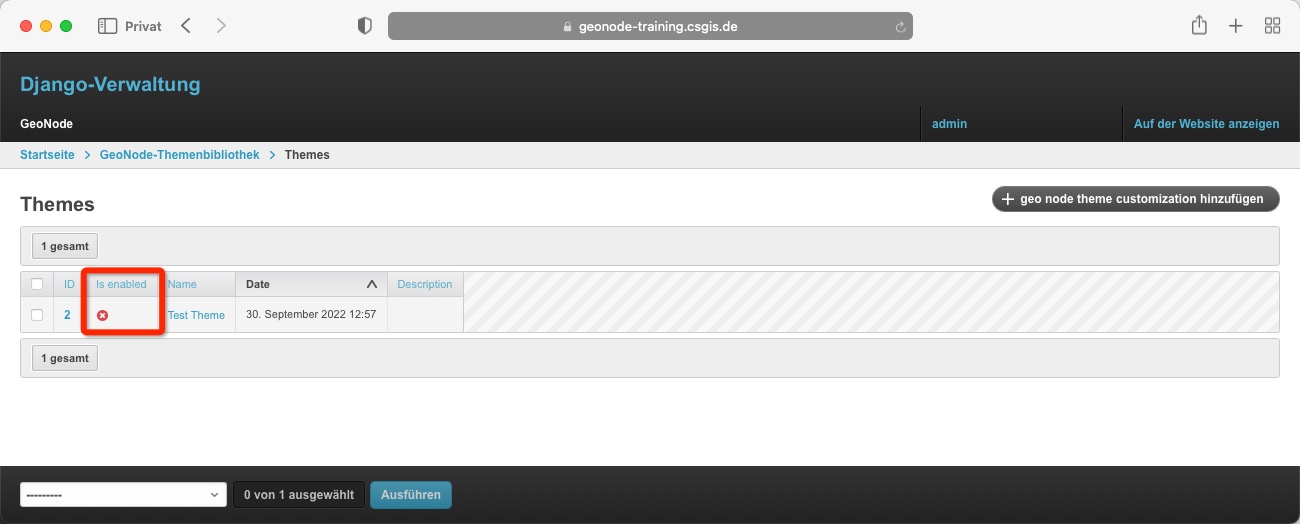 Privat
geonode-training.csgis.de
Django-Verwaltung
GeoNode
admin
Auf der Website anzeigen
Startseite > GeoNode-Themenbibliothek > Themes
Themes
+ geo node theme customization hinzufügen
1 gesamt
ID Is enabled Name Date Description
2 Test Theme 30. September 2022 12:57
1 gesamt
---------
0 von 1 ausgewählt
Ausführen